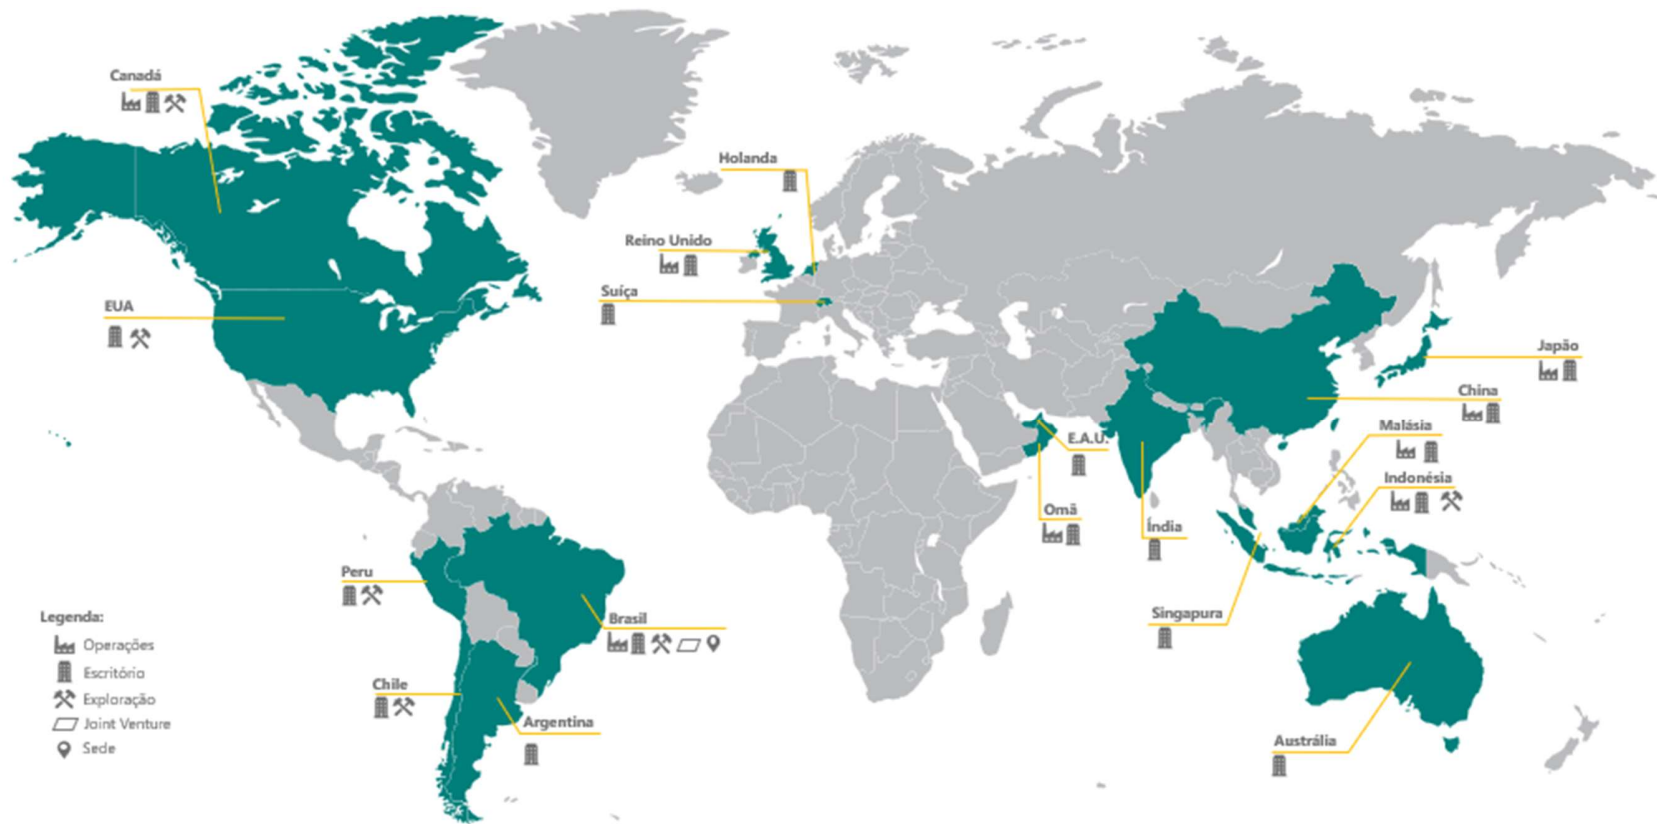 Canadá
Holanda
Reino Unido
Suíça
EUA
Japão
China
Malásia
E.A.U.
Indonésia
Omã
Índia
Peru
Singapura
Brasil
Legenda:
Operações
Escritório
Exploração
Joint Venture
Sede
Chile
Argentina
Austrália